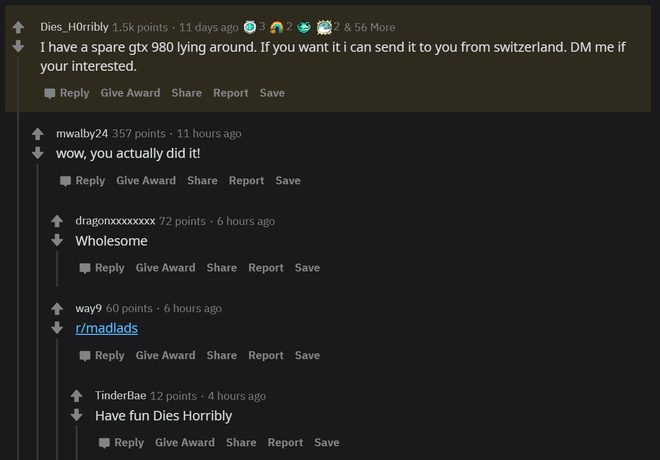 Dies_H0rribly 1.5k points · 11 days ago 3 2 2 & 56 More
I have a spare gtx 980 lying around. If you want it i can send it to you from switzerland. DM me if
your interested.
Reply Give Award Share Report Save
mwalby24 357 points · 11 hours ago
wow, you actually did it!
Reply Give Award Share Report Save
dragonxxxxxxxx 72 points · 6 hours ago
Wholesome
Reply Give Award Share Report Save
way9 60 points · 6 hours ago
r/madlads
Reply Give Award Share Report Save
TinderBae 12 points · 4 hours ago
Have fun Dies Horribly
Reply Give Award Share Report Save